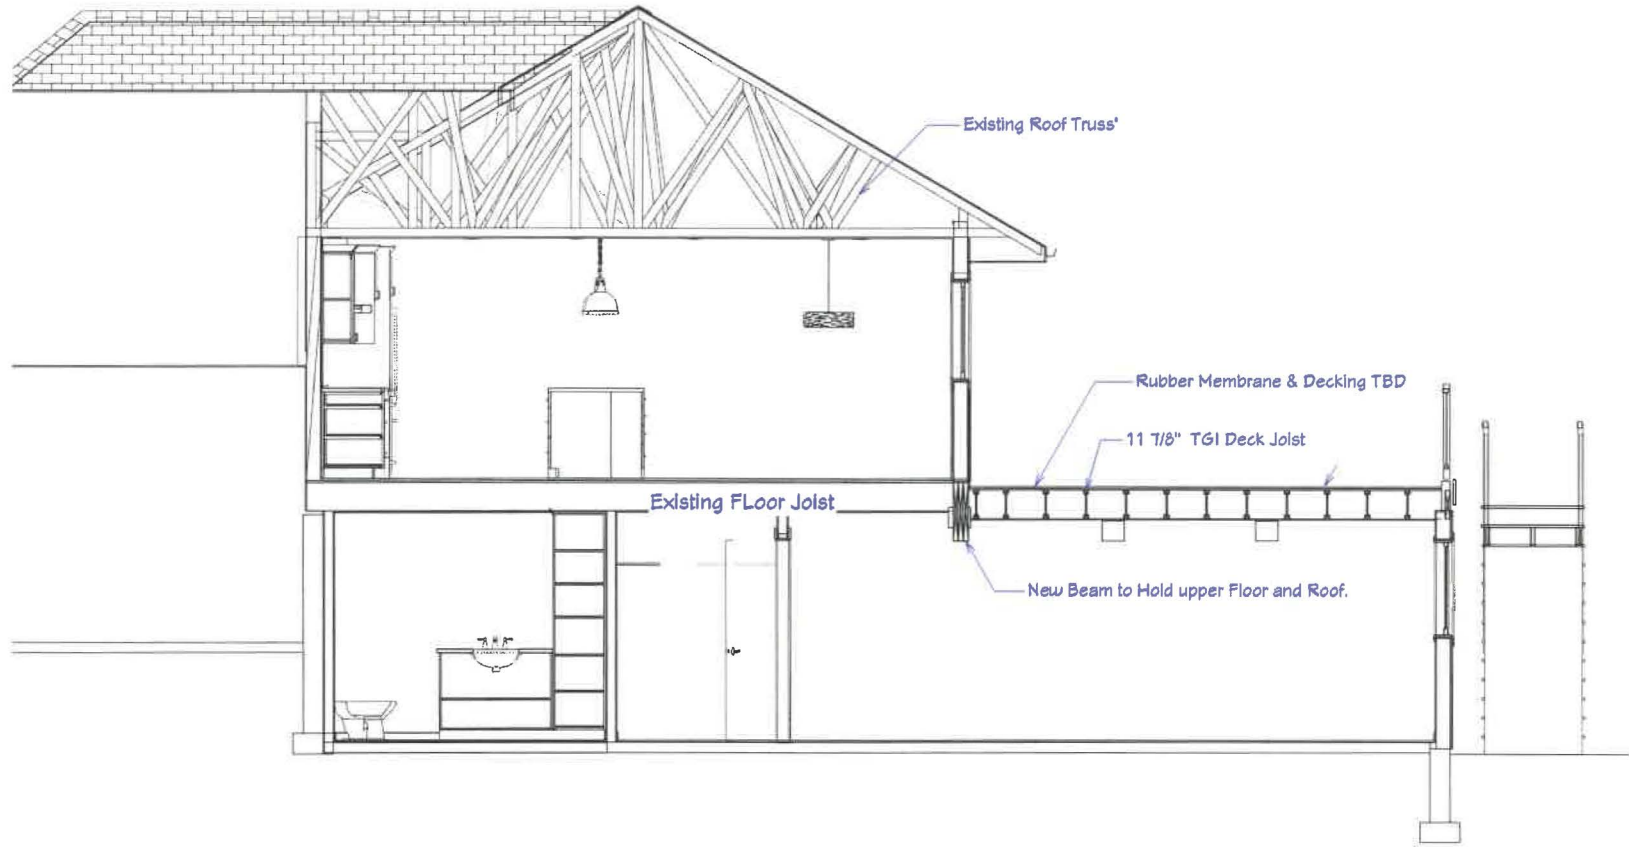 Existing Roof Truss'
Rubber Membrane & Decking TBD
11 7/8" TGI Deck Joist
Existing FLoor Joist
New Beam to Hold upper Floor and Roof.